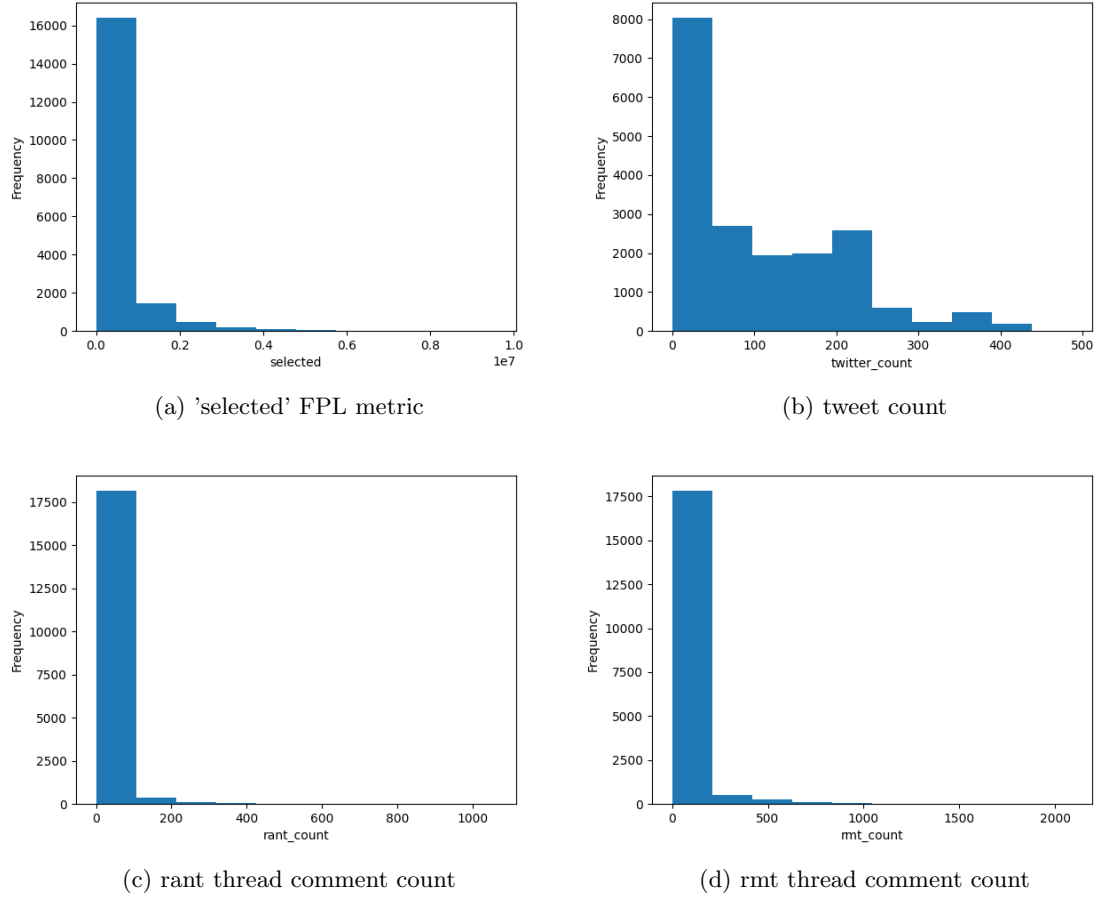 16000
14000
12000
10000
8000
6000
4000
2000
0
Frequency
0.0 0.2 0.4 0.6 0.8 1.0
1e7
selected
(a) 'selected' FPL metric
8000
7000
6000
5000
4000
3000
2000
1000
0
Frequency
0 100 200 300 400 500
twitter_count
(b) tweet count
17500
15000
12500
10000
7500
5000
2500
0
Frequency
0 200 400 600 800 1000
rant_count
(c) rant thread comment count
17500
15000
12500
10000
7500
5000
2500
0
Frequency
0 500 1000 1500 2000
rmt_count
(d) rmt thread comment count